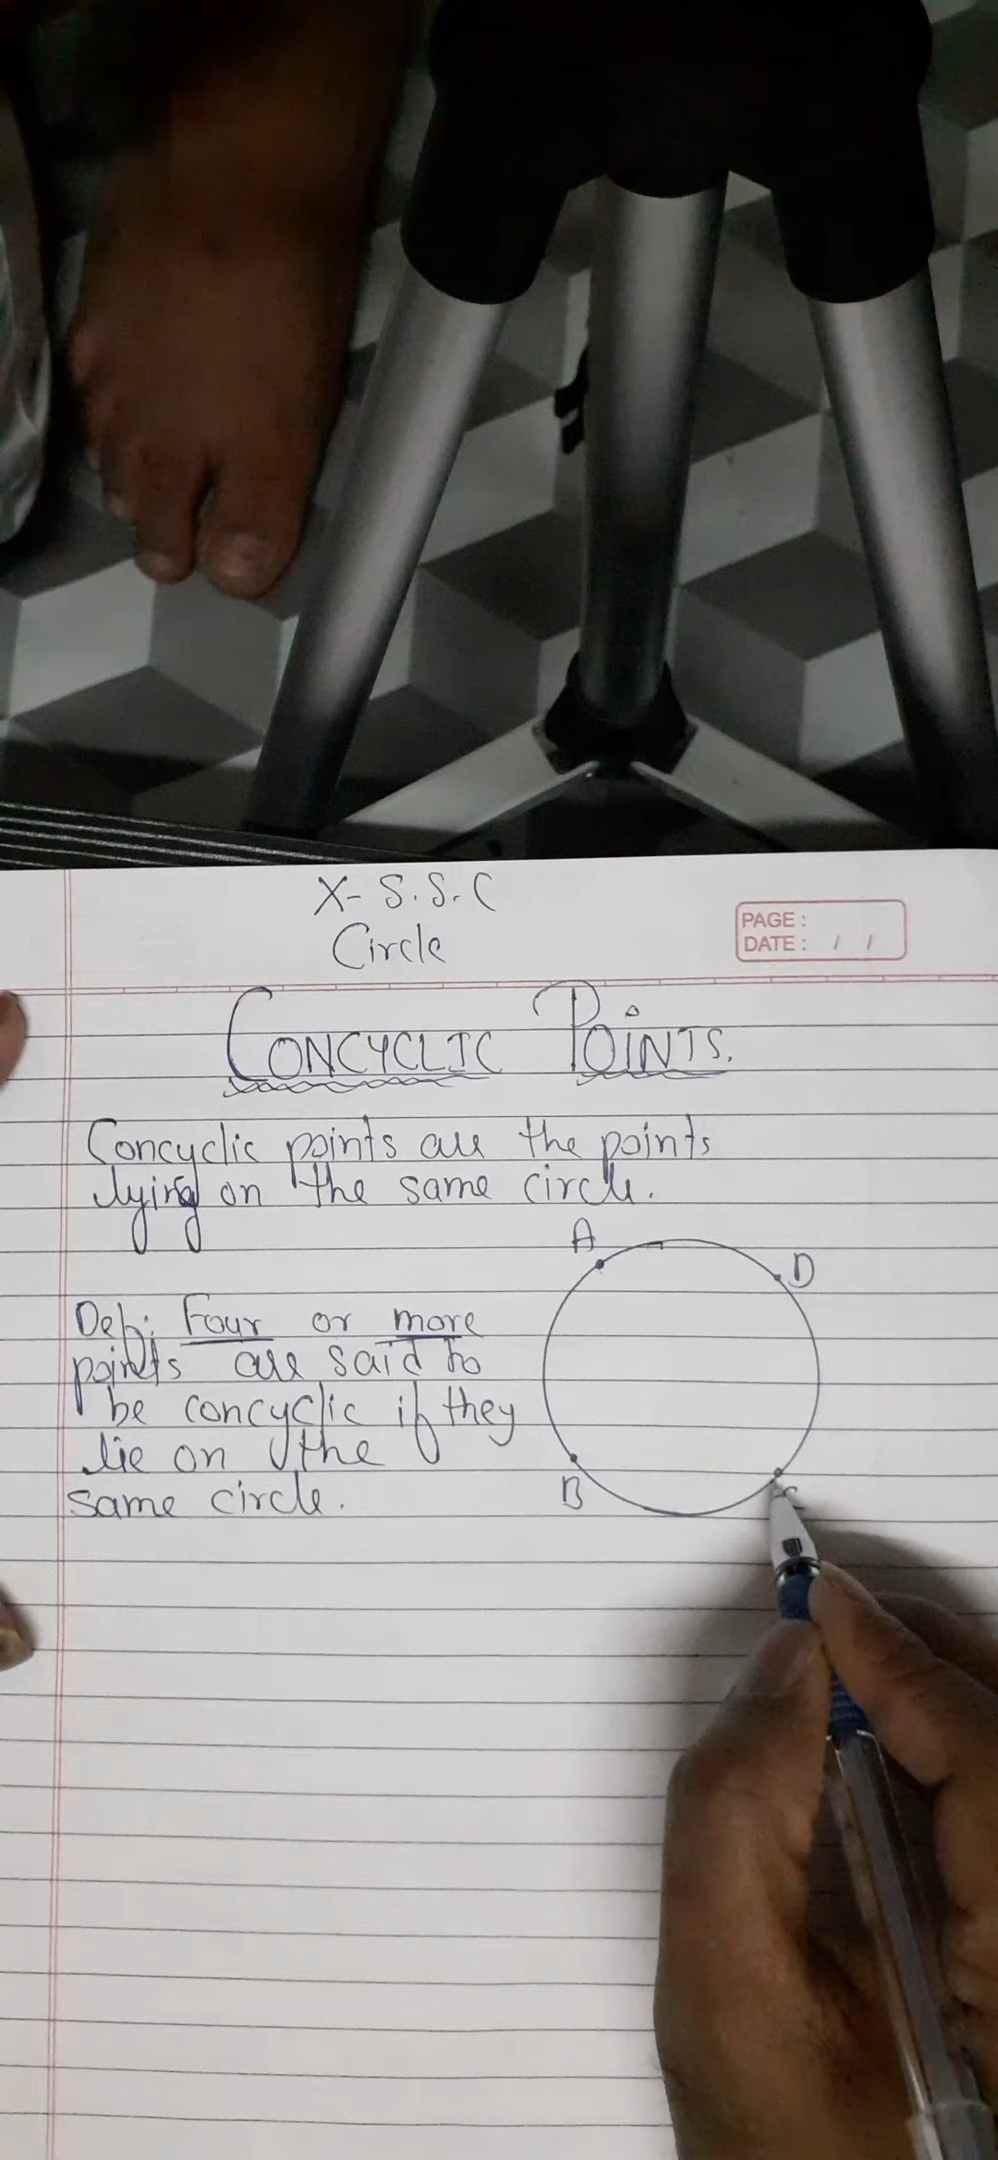 X- S.S.C
Circle
PAGE :
DATE : / /
CONCYCLIC POINTS.
Concyclic points are the points
lying on the same circle.
A
D
Def: Four or more
points are said to
be concyclic if they
lie on the
same circle.
B
C